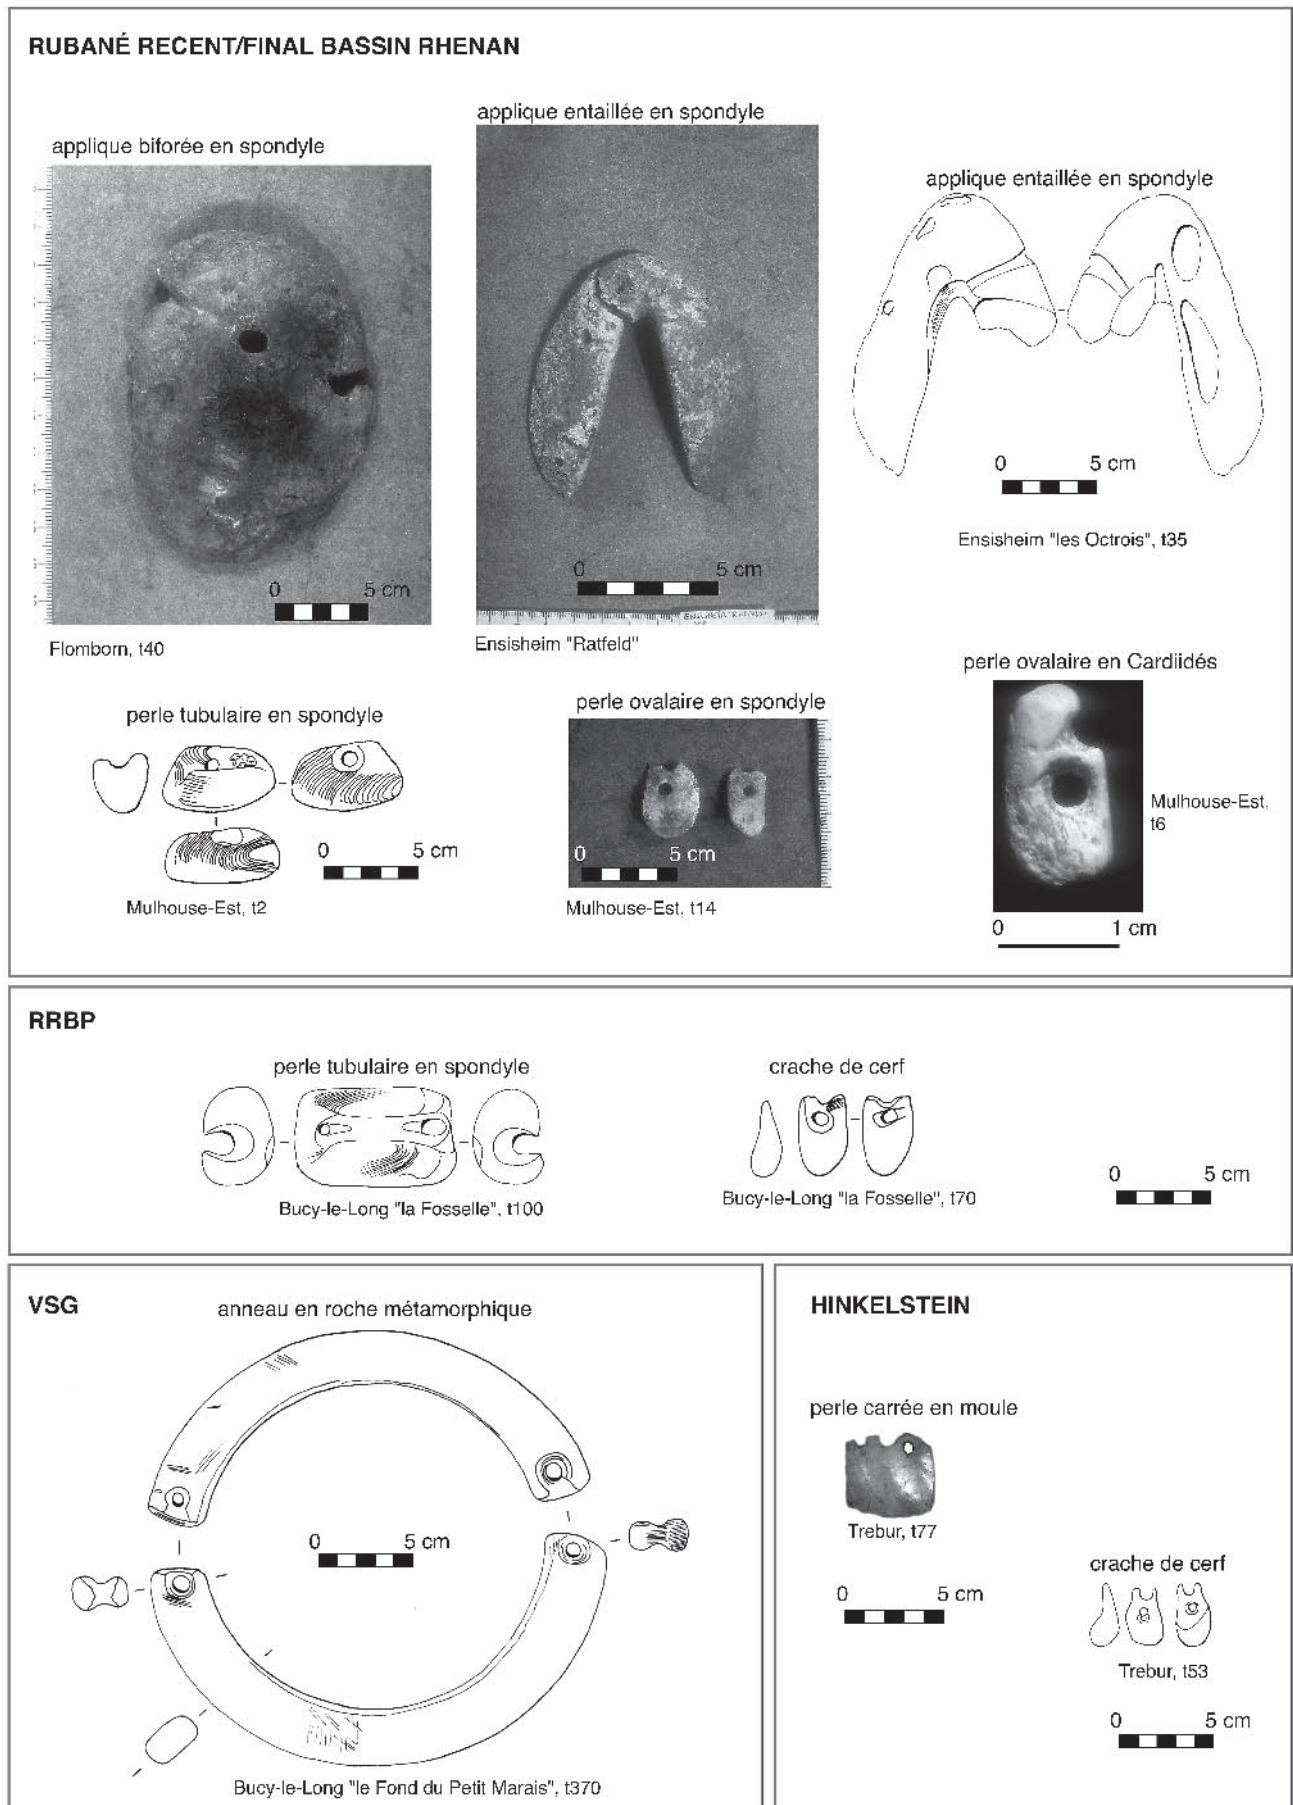 RUBANÉ RECENT/FINAL BASSIN RHENAN
applique biforée en spondyle
0 5 cm
Flomborn, t40
applique entaillée en spondyle
0 5 cm
Ensisheim "Ratfeld"
applique entaillée en spondyle
0 5 cm
Ensisheim "les Octrois", t35
perle tubulaire en spondyle
0 5 cm
Mulhouse-Est, t2
perle ovalaire en spondyle
0 5 cm
Mulhouse-Est, t14
perle ovalaire en Cardiidés
Mulhouse-Est,
t6
0 1 cm
RRBP
perle tubulaire en spondyle
Bucy-le-Long "la Fosselle", t100
crache de cerf
Bucy-le-Long "la Fosselle", t70
0 5 cm
VSG
anneau en roche métamorphique
0 5 cm
Bucy-le-Long "le Fond du Petit Marais", t370
HINKELSTEIN
perle carrée en moule
Trebur, t77
0 5 cm
crache de cerf
Trebur, t53
0 5 cm